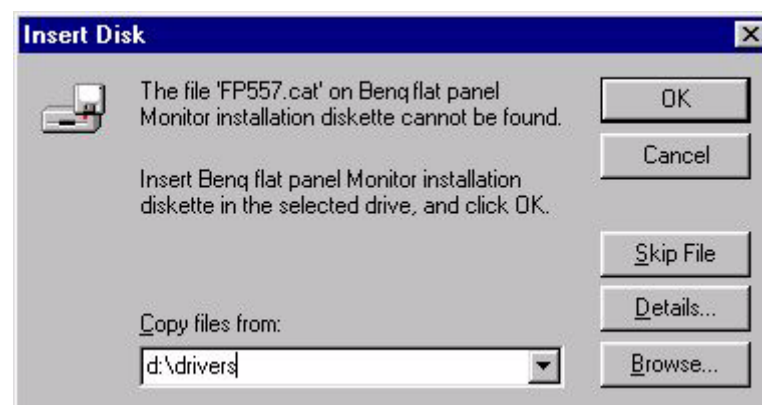 Insert Disk
The file 'FP557.cat' on Benq flat panel
Monitor installation diskette cannot be found.
Insert Benq flat panel Monitor installation
diskette in the selected drive, and click OK.
Copy files from:
d:\drivers
OK
Cancel
Skip File
Details...
Browse...